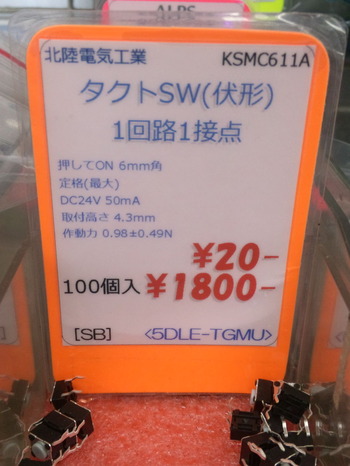 ALPS
北陸電気工業 KSMC611A
タクトSW(伏形)
1回路1接点
押してON 6mm角
定格(最大)
DC24V 50mA
取付高さ 4.3mm
作動力 0.98±0.49N
¥20-
100個入 ¥1800-
[SB] <5DLE-TGMU>